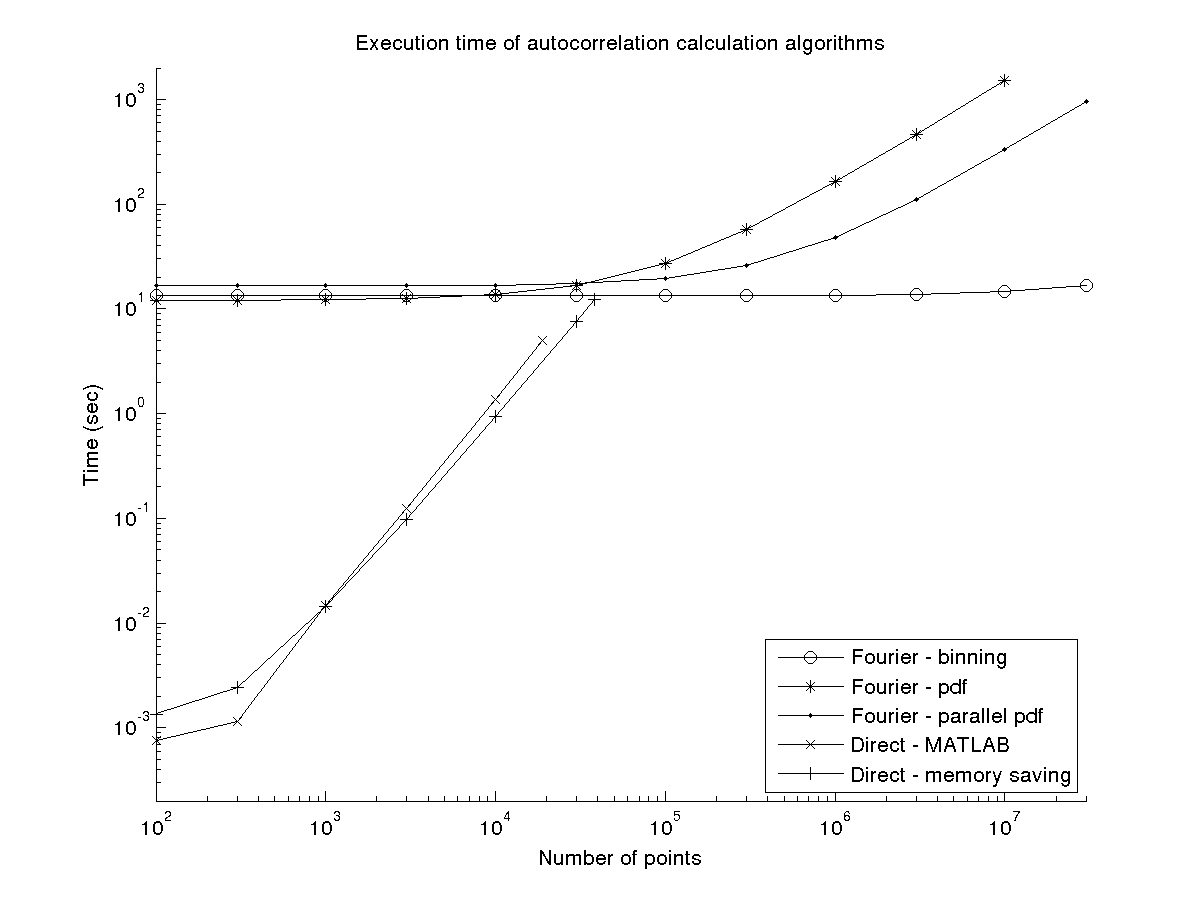 Execution time of autocorrelation calculation algorithms
10^3
10^2
10^1
10^0
10^-1
10^-2
10^-3
Time (sec)
Fourier - binning
Fourier - pdf
Fourier - parallel pdf
Direct - MATLAB
Direct - memory saving
10^2 10^3 10^4 10^5 10^6 10^7
Number of points